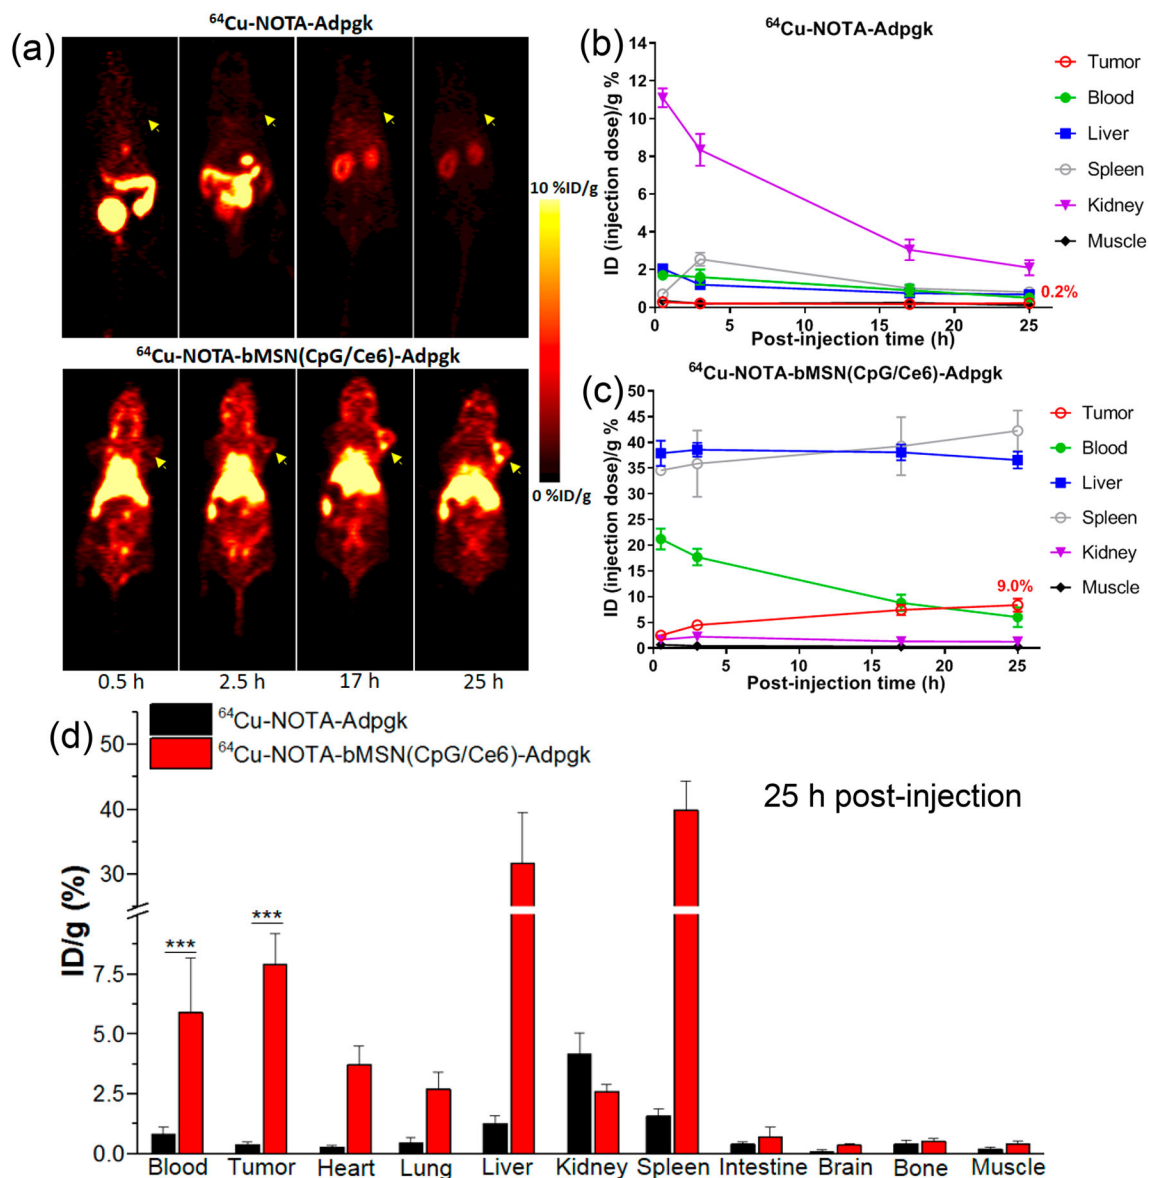 (a)
⁶⁴Cu-NOTA-Adpgk
10 %ID/g
0 %ID/g
⁶⁴Cu-NOTA-bMSN(CpG/Ce6)-Adpgk
0.5 h 2.5 h 17 h 25 h
(b)
⁶⁴Cu-NOTA-Adpgk
ID (injection dose)/g %
14
12
10
8
6
4
2
0
0 5 10 15 20 25
Post-injection time (h)
0.2%
Tumor
Blood
Liver
Spleen
Kidney
Muscle
⁶⁴Cu-NOTA-bMSN(CpG/Ce6)-Adpgk
(c)
ID (injection dose)/g %
50
45
40
35
30
25
20
15
10
5
0
0 5 10 15 20 25
Post-injection time (h)
9.0%
Tumor
Blood
Liver
Spleen
Kidney
Muscle
(d)
⁶⁴Cu-NOTA-Adpgk
⁶⁴Cu-NOTA-bMSN(CpG/Ce6)-Adpgk
25 h post-injection
ID/g (%)
50
40
30
7.5
5.0
2.5
0.0
***
***
Blood Tumor Heart Lung Liver Kidney Spleen Intestine Brain Bone Muscle